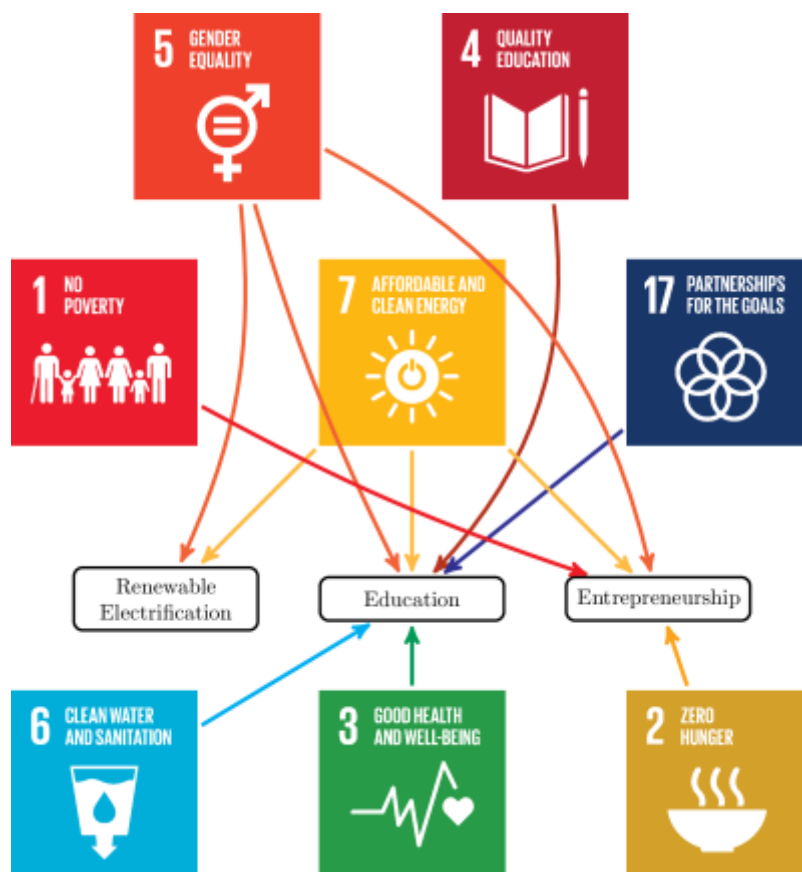 5 GENDER
EQUALITY
4 QUALITY
EDUCATION
1 NO
POVERTY
7 AFFORDABLE AND
CLEAN ENERGY
17 PARTNERSHIPS
FOR THE GOALS
Renewable
Electrification
Education
Entrepreneurship
6 CLEAN WATER
AND SANITATION
3 GOOD HEALTH
AND WELL-BEING
2 ZERO
HUNGER